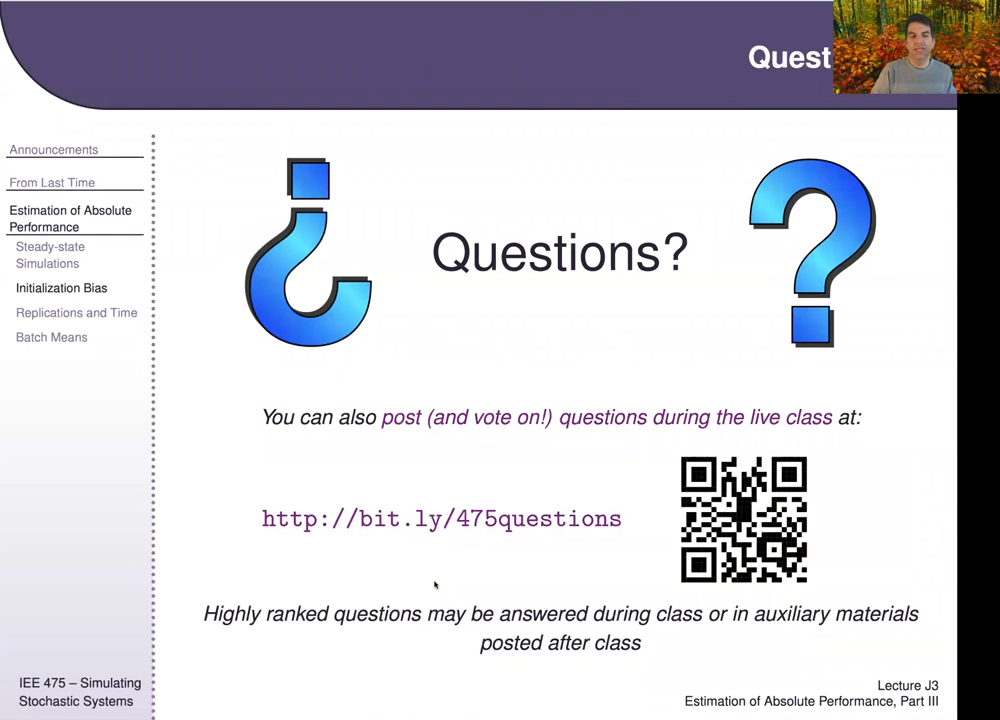 Quest
Announcements
From Last Time
Estimation of Absolute
Performance
Steady-state
Simulations
Initialization Bias
Replications and Time
Batch Means
¿
Questions?
?
You can also post (and vote on!) questions during the live class at:
http://bit.ly/475questions
Highly ranked questions may be answered during class or in auxiliary materials
posted after class
IEE 475 – Simulating
Stochastic Systems
Lecture J3
Estimation of Absolute Performance, Part III